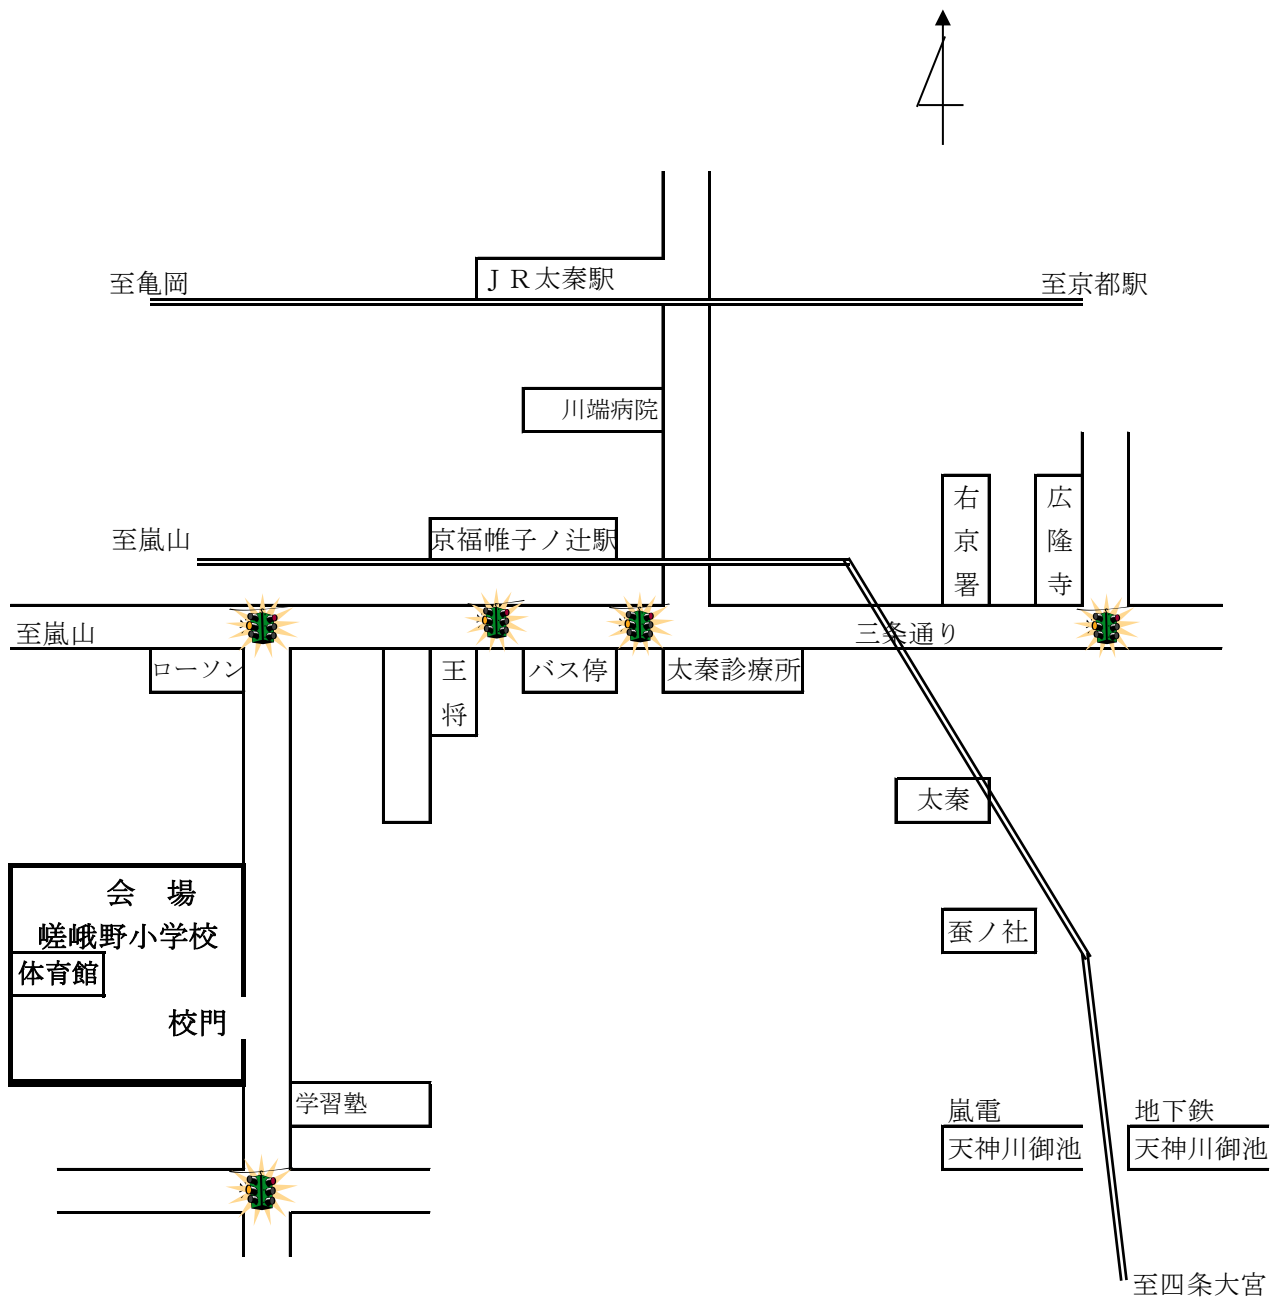 至亀岡
ＪＲ太秦駅
至京都駅
川端病院
右京署
広隆寺
至嵐山
京福帷子ノ辻駅
至嵐山
三条通り
ローソン
王将
バス停
太秦診療所
太秦
会　場
嵯峨野小学校
体育館
校門
蚕ノ社
学習塾
嵐電
天神川御池
地下鉄
天神川御池
至四条大宮